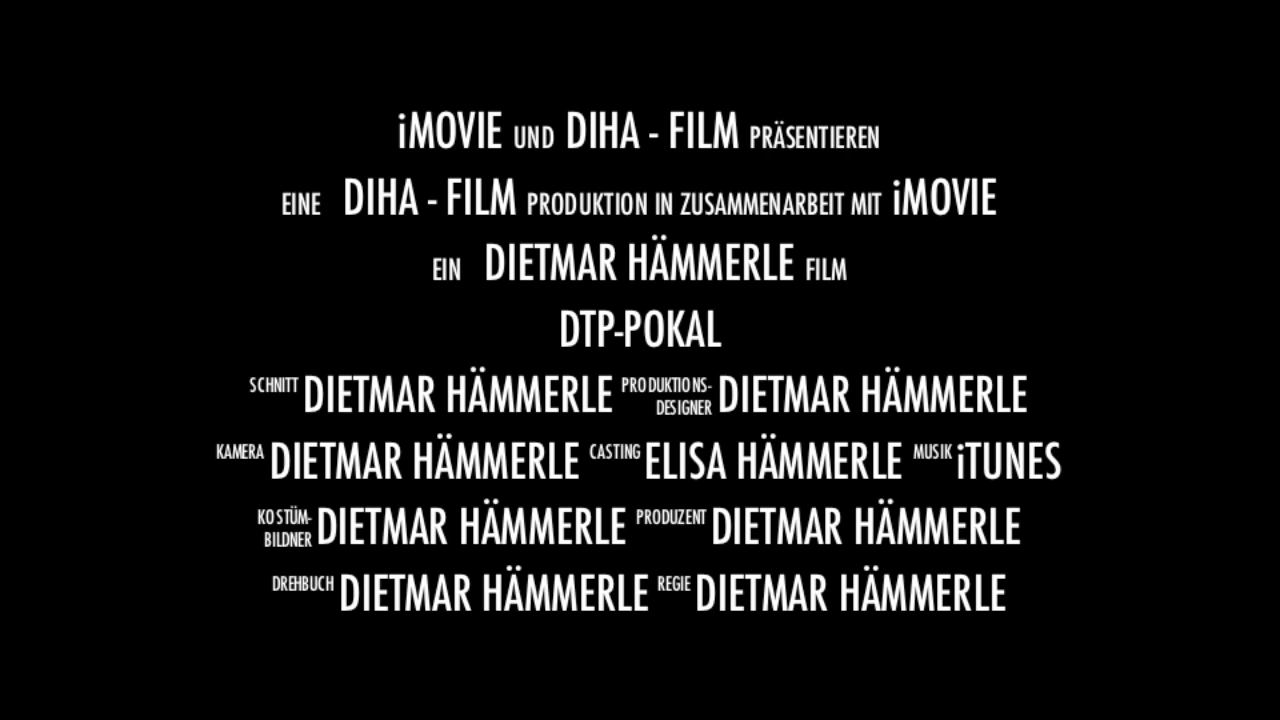 iMOVIE UND DIHA - FILM PRÄSENTIEREN
EINE DIHA - FILM PRODUKTION IN ZUSAMMENARBEIT MIT iMOVIE
EIN DIETMAR HÄMMERLE FILM
DTP-POKAL
SCHNITT DIETMAR HÄMMERLE PRODUKTIONS-DESIGNER DIETMAR HÄMMERLE
KAMERA DIETMAR HÄMMERLE CASTING ELISA HÄMMERLE MUSIK iTUNES
KOSTÜM-BILDNER DIETMAR HÄMMERLE PRODUZENT DIETMAR HÄMMERLE
DREHBUCH DIETMAR HÄMMERLE REGIE DIETMAR HÄMMERLE